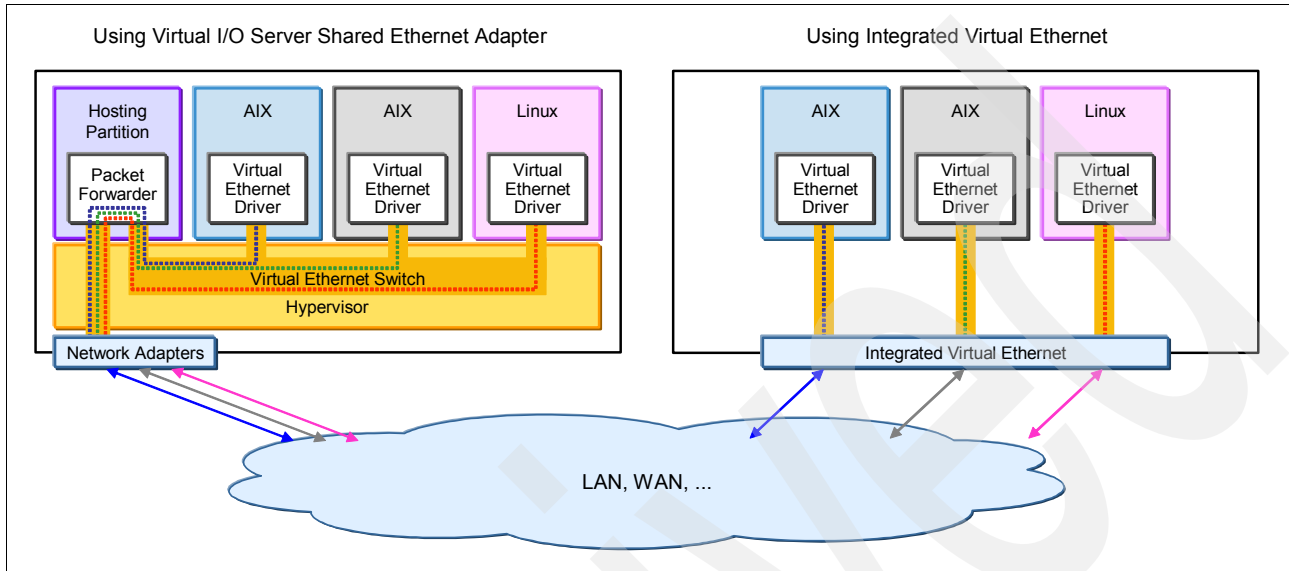 Using Virtual I/O Server Shared Ethernet Adapter
Hosting
Partition
Packet
Forwarder
AIX
Virtual
Ethernet
Driver
AIX
Virtual
Ethernet
Driver
Linux
Virtual
Ethernet
Driver
Virtual Ethernet Switch
Hypervisor
Network Adapters
Using Integrated Virtual Ethernet
AIX
Virtual
Ethernet
Driver
AIX
Virtual
Ethernet
Driver
Linux
Virtual
Ethernet
Driver
Integrated Virtual Ethernet
LAN, WAN, ...